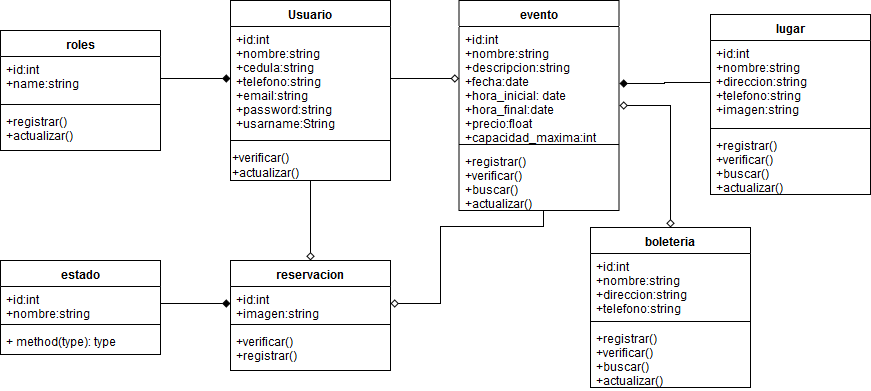 roles
+id:int
+name:string
+registrar()
+actualizar()
Usuario
+id:int
+nombre:string
+cedula:string
+telefono:string
+email:string
+password:string
+usarname:String
+verificar()
+actualizar()
evento
+id:int
+nombre:string
+descripcion:string
+fecha:date
+hora_inicial: date
+hora_final:date
+precio:float
+capacidad_maxima:int
+registrar()
+verificar()
+buscar()
+actualizar()
lugar
+id:int
+nombre:string
+direccion:string
+telefono:string
+imagen:string
+registrar()
+verificar()
+buscar()
+actualizar()
estado
+id:int
+nombre:string
+ method(type): type
reservacion
+id:int
+imagen:string
+verificar()
+registrar()
boleteria
+id:int
+nombre:string
+direccion:string
+telefono:string
+registrar()
+verificar()
+buscar()
+actualizar()